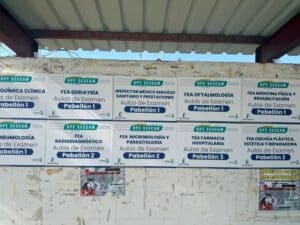 OPE SESCAM
QUÍMICA CLÍNICA
Aulas de Examen
Pabellón 1
OPE SESCAM
FEA GERIATRÍA
Aulas de Examen
Pabellón 1
OPE SESCAM
INSPECTOR MÉDICO SERVICIO
SANITARIO Y PRESTACIONES
Aulas de Examen
Pabellón 1
OPE SESCAM
FEA OFTALMOLOGÍA
Aulas de Examen
Pabellón 1
OPE SESCAM
FEA MEDICINA FÍSICA Y
REHABILITACIÓN
Aulas de Examen
Pabellón 1
OPE SESCAM
NEUMOLOGÍA
Aulas de Examen
Pabellón 1
OPE SESCAM
FEA
RADIODIAGNÓSTICO
Aulas de Examen
Pabellón 2
OPE SESCAM
FEA MICROBIOLOGÍA Y
PARASITOLOGÍA
Aulas de Examen
Pabellón 1
OPE SESCAM
FEA FARMACIA
HOSPITALARIA
Aulas de Examen
Pabellón 3
OPE SESCAM
FEA CIRUGÍA PLÁSTICA,
ESTÉTICA Y REPARADORA
Aulas de Examen
Pabellón 1